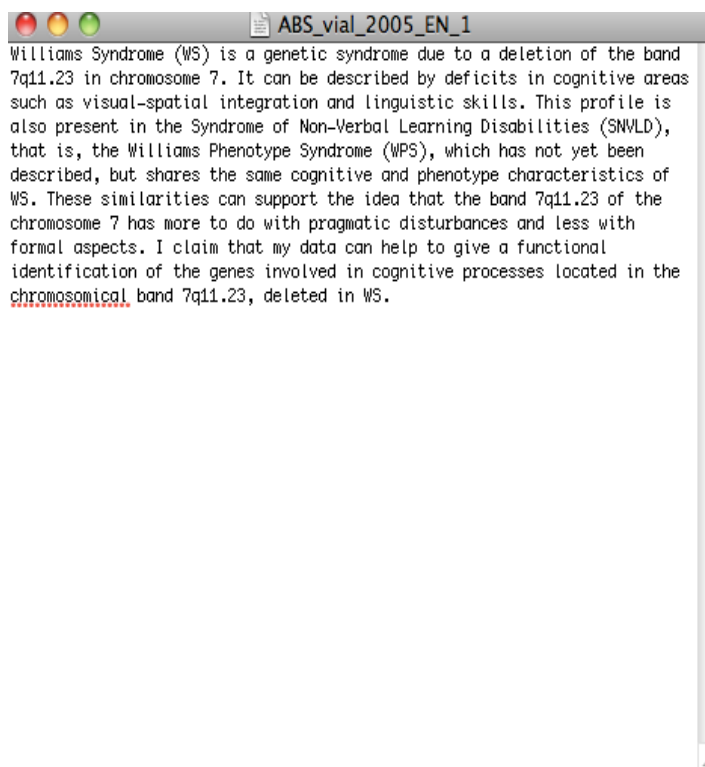 ABS_vial_2005_EN_1
Williams Syndrome (WS) is a genetic syndrome due to a deletion of the band
7q11.23 in chromosome 7. It can be described by deficits in cognitive areas
such as visual-spatial integration and linguistic skills. This profile is
also present in the Syndrome of Non-Verbal Learning Disabilities (SNVLD),
that is, the Williams Phenotype Syndrome (WPS), which has not yet been
described, but shares the same cognitive and phenotype characteristics of
WS. These similarities can support the idea that the band 7q11.23 of the
chromosome 7 has more to do with pragmatic disturbances and less with
formal aspects. I claim that my data can help to give a functional
identification of the genes involved in cognitive processes located in the
chromosomical band 7q11.23, deleted in WS.